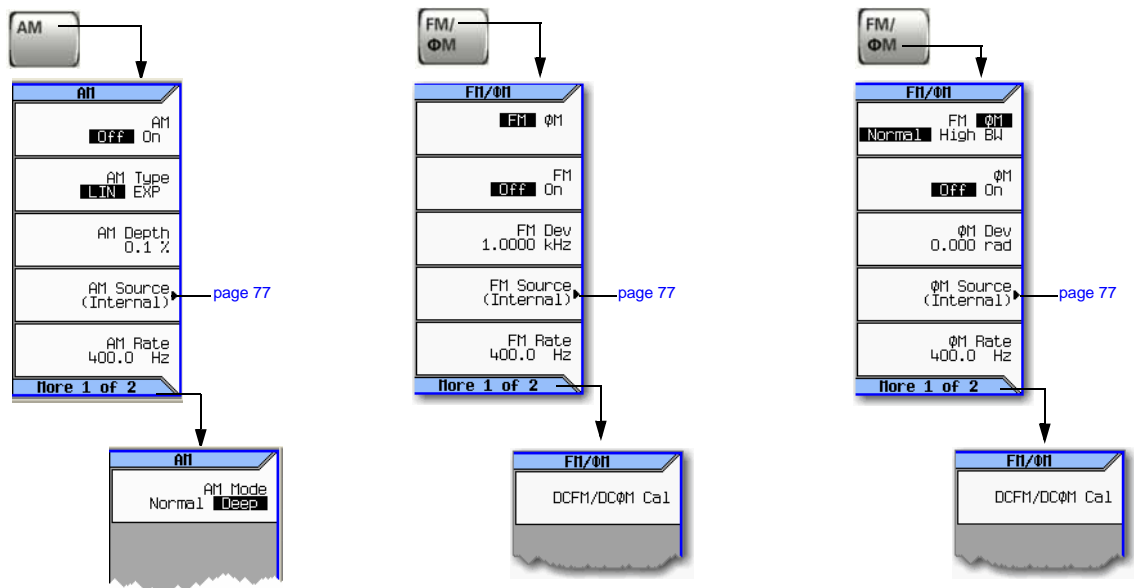 AM
AM
AM
Off On
AM Type
LIN EXP
AM Depth
0.1 %
AM Source
(Internal)
page 77
AM Rate
400.0 Hz
More 1 of 2
AM
AM Mode
Normal Deep
FM/
ΦM
FM/ΦM
FM ϕM
FM
Off On
FM Dev
1.0000 kHz
FM Source
(Internal)
page 77
FM Rate
400.0 Hz
More 1 of 2
FM/ΦM
DCFM/DCϕM Cal
FM/
ΦM
FM/ΦM
FM ϕM
Normal High BW
ϕM
Off On
ϕM Dev
0.000 rad
ϕM Source
(Internal)
page 77
ϕM Rate
400.0 Hz
More 1 of 2
FM/ΦM
DCFM/DCϕM Cal